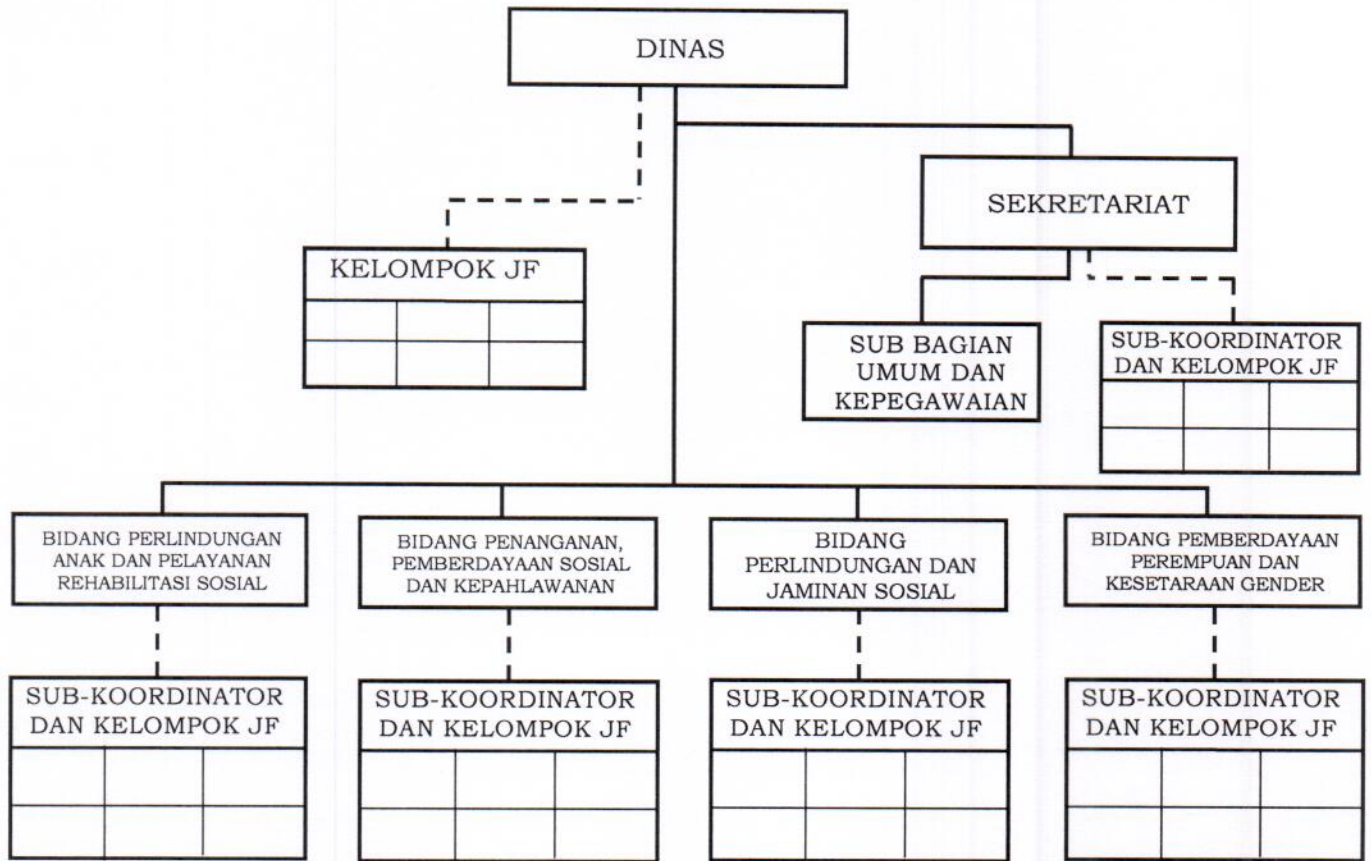 DINAS
SEKRETARIAT
KELOMPOK JF
SUB BAGIAN
UMUM DAN
KEPEGAWAIAN
SUB-KOORDINATOR
DAN KELOMPOK JF
BIDANG PERLINDUNGAN
ANAK DAN PELAYANAN
REHABILITASI SOSIAL
BIDANG PENANGANAN,
PEMBERDAYAAN SOSIAL
DAN KEPAHLAWANAN
BIDANG
PERLINDUNGAN DAN
JAMINAN SOSIAL
BIDANG PEMBERDAYAAN
PEREMPUAN DAN
KESETARAAN GENDER
SUB-KOORDINATOR
DAN KELOMPOK JF
SUB-KOORDINATOR
DAN KELOMPOK JF
SUB-KOORDINATOR
DAN KELOMPOK JF
SUB-KOORDINATOR
DAN KELOMPOK JF